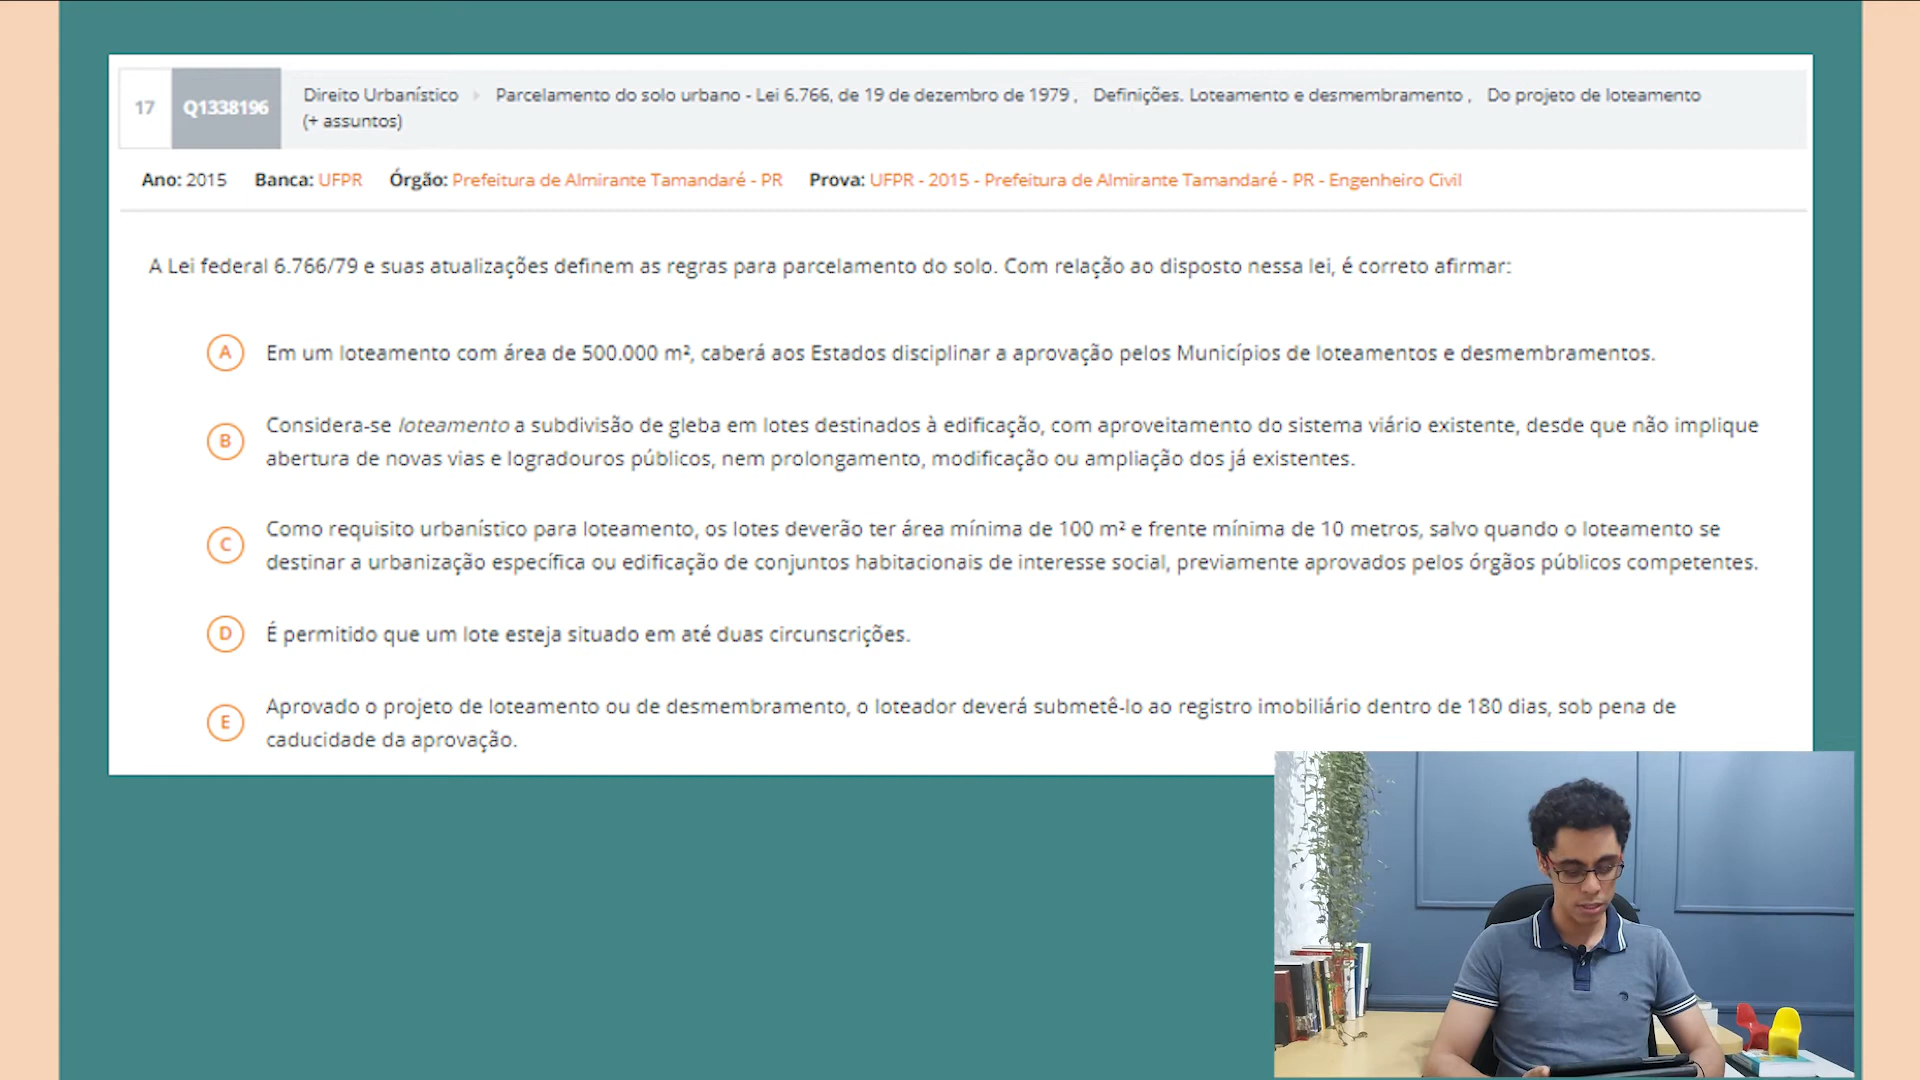 17
Q1338196
Direito Urbanístico Parcelamento do solo urbano - Lei 6.766, de 19 de dezembro de 1979 , Definições. Loteamento e desmembramento , Do projeto de loteamento
(+ assuntos)
Ano: 2015 Banca: UFPR Órgão: Prefeitura de Almirante Tamandaré - PR Prova: UFPR - 2015 - Prefeitura de Almirante Tamandaré - PR - Engenheiro Civil
A Lei federal 6.766/79 e suas atualizações definem as regras para parcelamento do solo. Com relação ao disposto nessa lei, é correto afirmar:
A Em um loteamento com área de 500.000 m², caberá aos Estados disciplinar a aprovação pelos Municípios de loteamentos e desmembramentos.
B Considera-se loteamento a subdivisão de gleba em lotes destinados à edificação, com aproveitamento do sistema viário existente, desde que não implique
abertura de novas vias e logradouros públicos, nem prolongamento, modificação ou ampliação dos já existentes.
C Como requisito urbanístico para loteamento, os lotes deverão ter área mínima de 100 m² e frente mínima de 10 metros, salvo quando o loteamento se
destinar a urbanização específica ou edificação de conjuntos habitacionais de interesse social, previamente aprovados pelos órgãos públicos competentes.
D É permitido que um lote esteja situado em até duas circunscrições.
E Aprovado o projeto de loteamento ou de desmembramento, o loteador deverá submetê-lo ao registro imobiliário dentro de 180 dias, sob pena de
caducidade da aprovação.